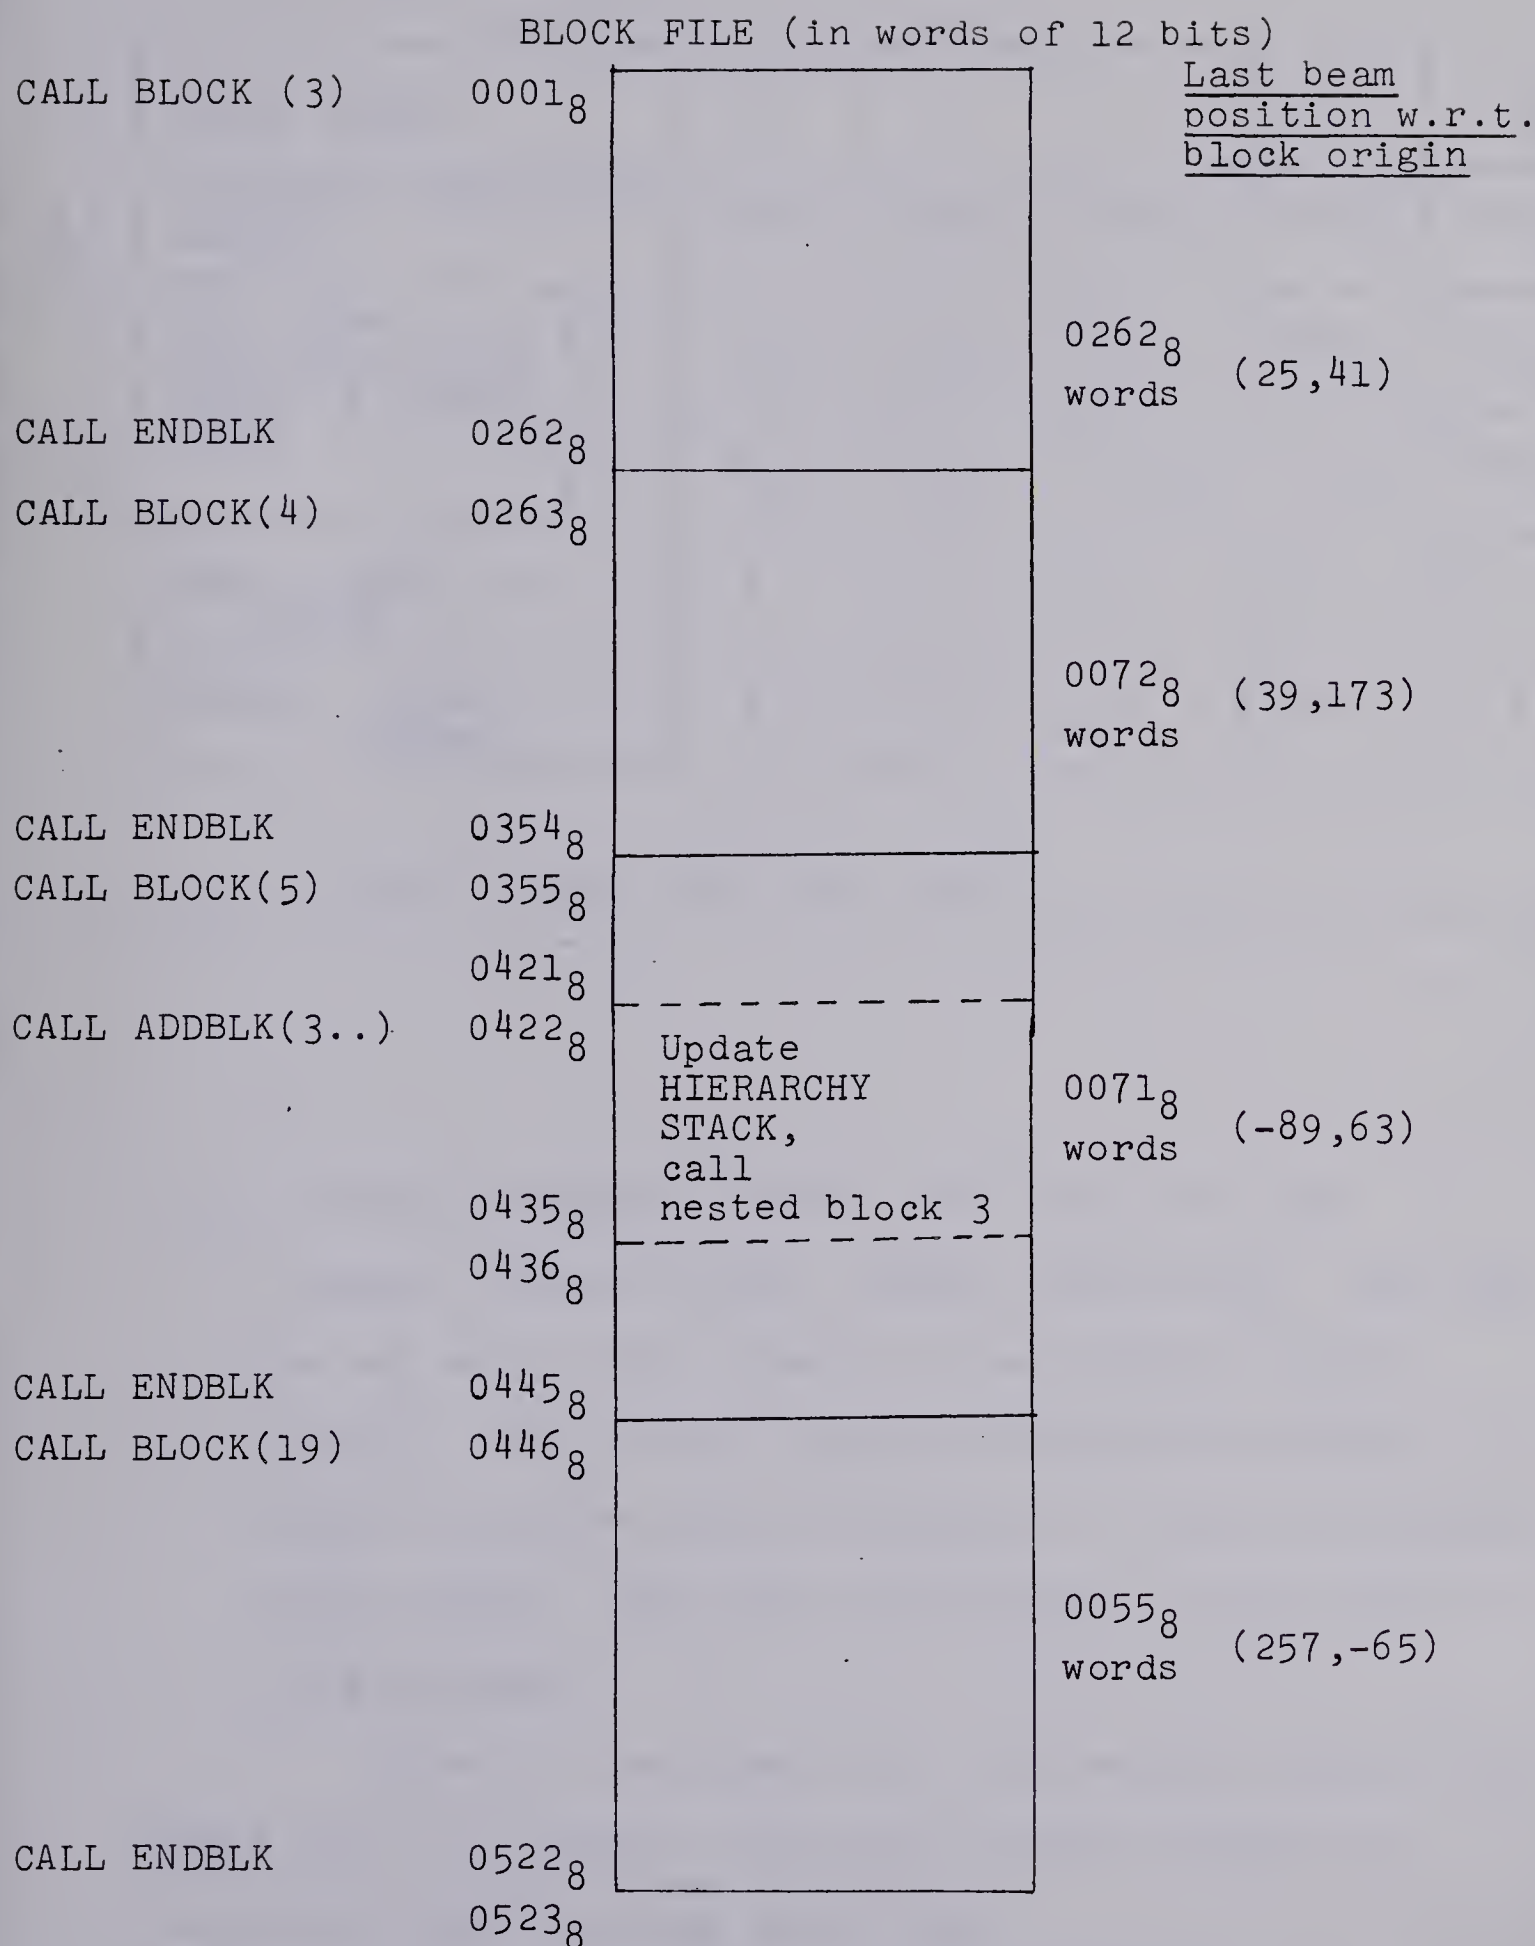 BLOCK FILE (in words of 12 bits)
Last beam
position w.r.t.
block origin
CALL BLOCK (3) 0001₈
0262₈
words (25,41)
CALL ENDBLK 0262₈
CALL BLOCK(4) 0263₈
0072₈
words (39,173)
CALL ENDBLK 0354₈
CALL BLOCK(5) 0355₈
0421₈
CALL ADDBLK(3..) 0422₈
Update
HIERARCHY
STACK,
call
nested block 3
0071₈
words (-89,63)
0435₈
0436₈
CALL ENDBLK 0445₈
CALL BLOCK(19) 0446₈
0055₈
words (257,-65)
CALL ENDBLK 0522₈
0523₈